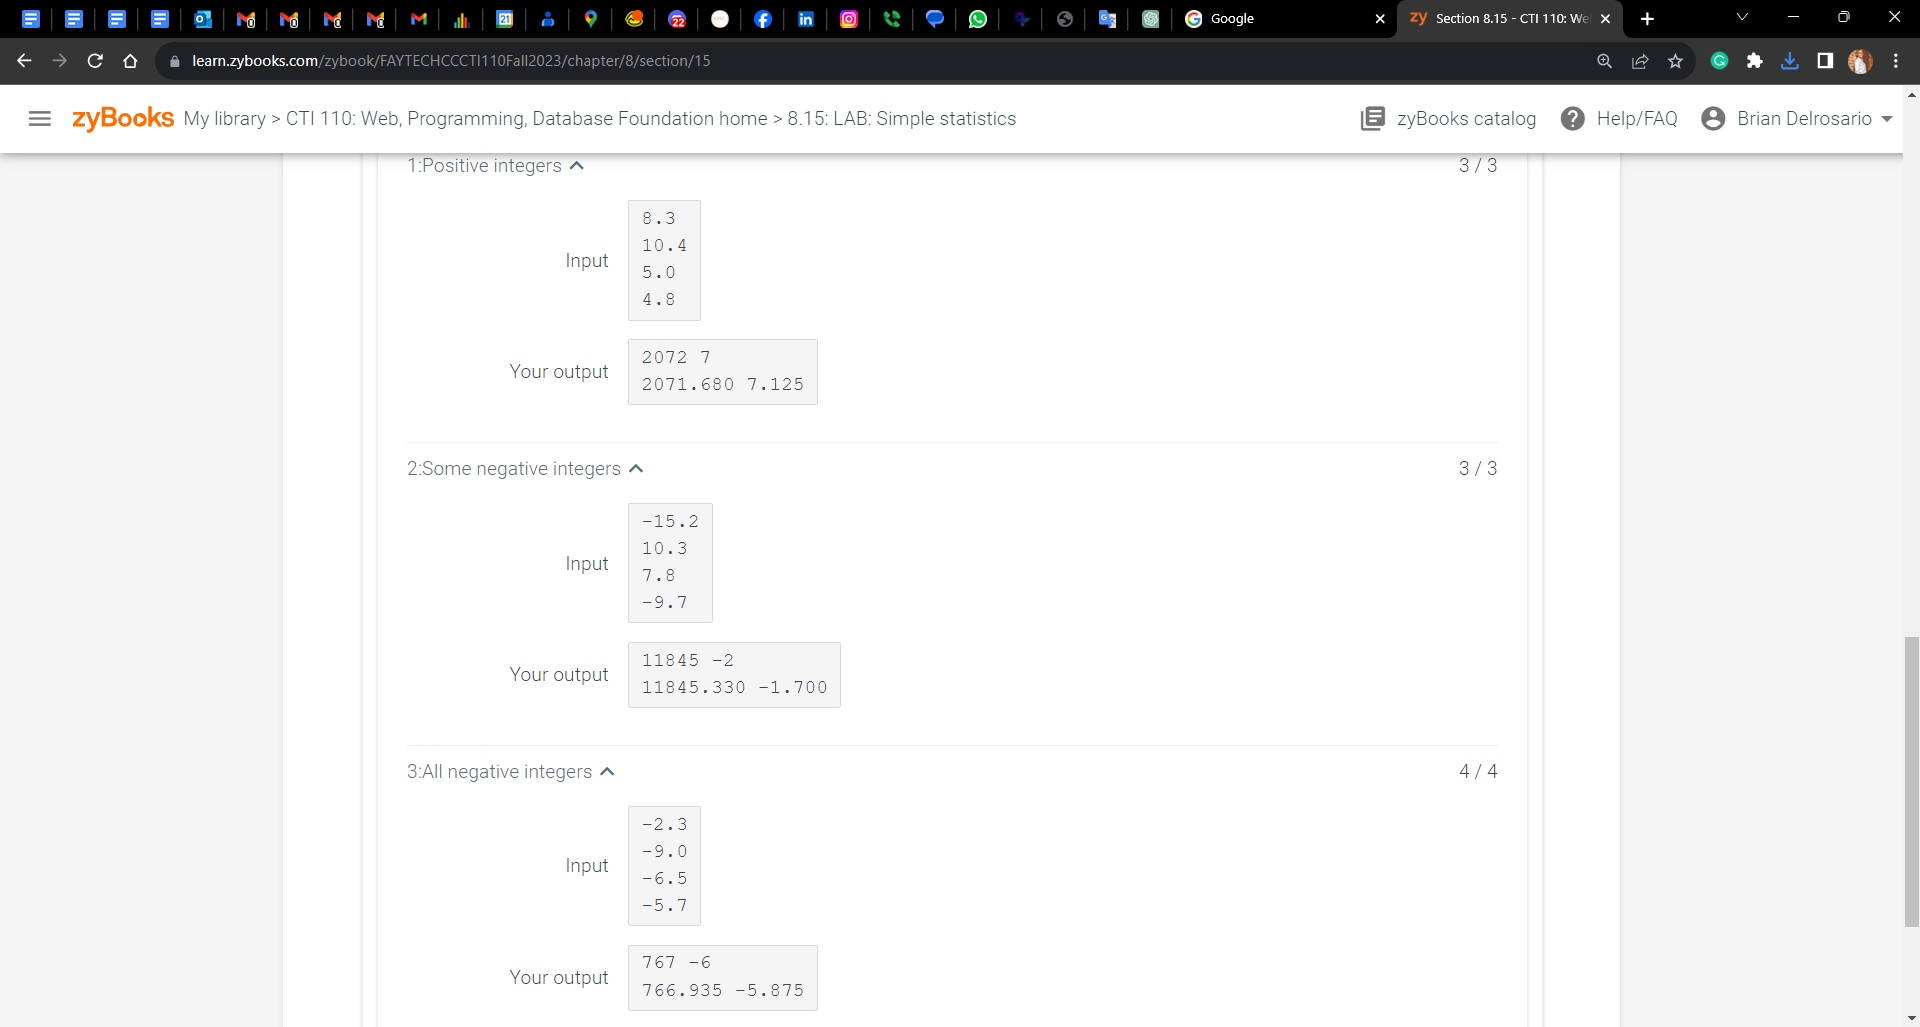 21
22
Google
zy Section 8.15 - CTI 110: We
learn.zybooks.com/zybook/FAYTECHCCCTI110Fall2023/chapter/8/section/15
zyBooks My library > CTI 110: Web, Programming, Database Foundation home > 8.15: LAB: Simple statistics
zyBooks catalog
Help/FAQ
Brian Delrosario
1:Positive integers 3 / 3
Input
8.3
10.4
5.0
4.8
Your output
2072 7
2071.680 7.125
2:Some negative integers 3 / 3
Input
-15.2
10.3
7.8
-9.7
Your output
11845 -2
11845.330 -1.700
3:All negative integers 4 / 4
Input
-2.3
-9.0
-6.5
-5.7
Your output
767 -6
766.935 -5.875